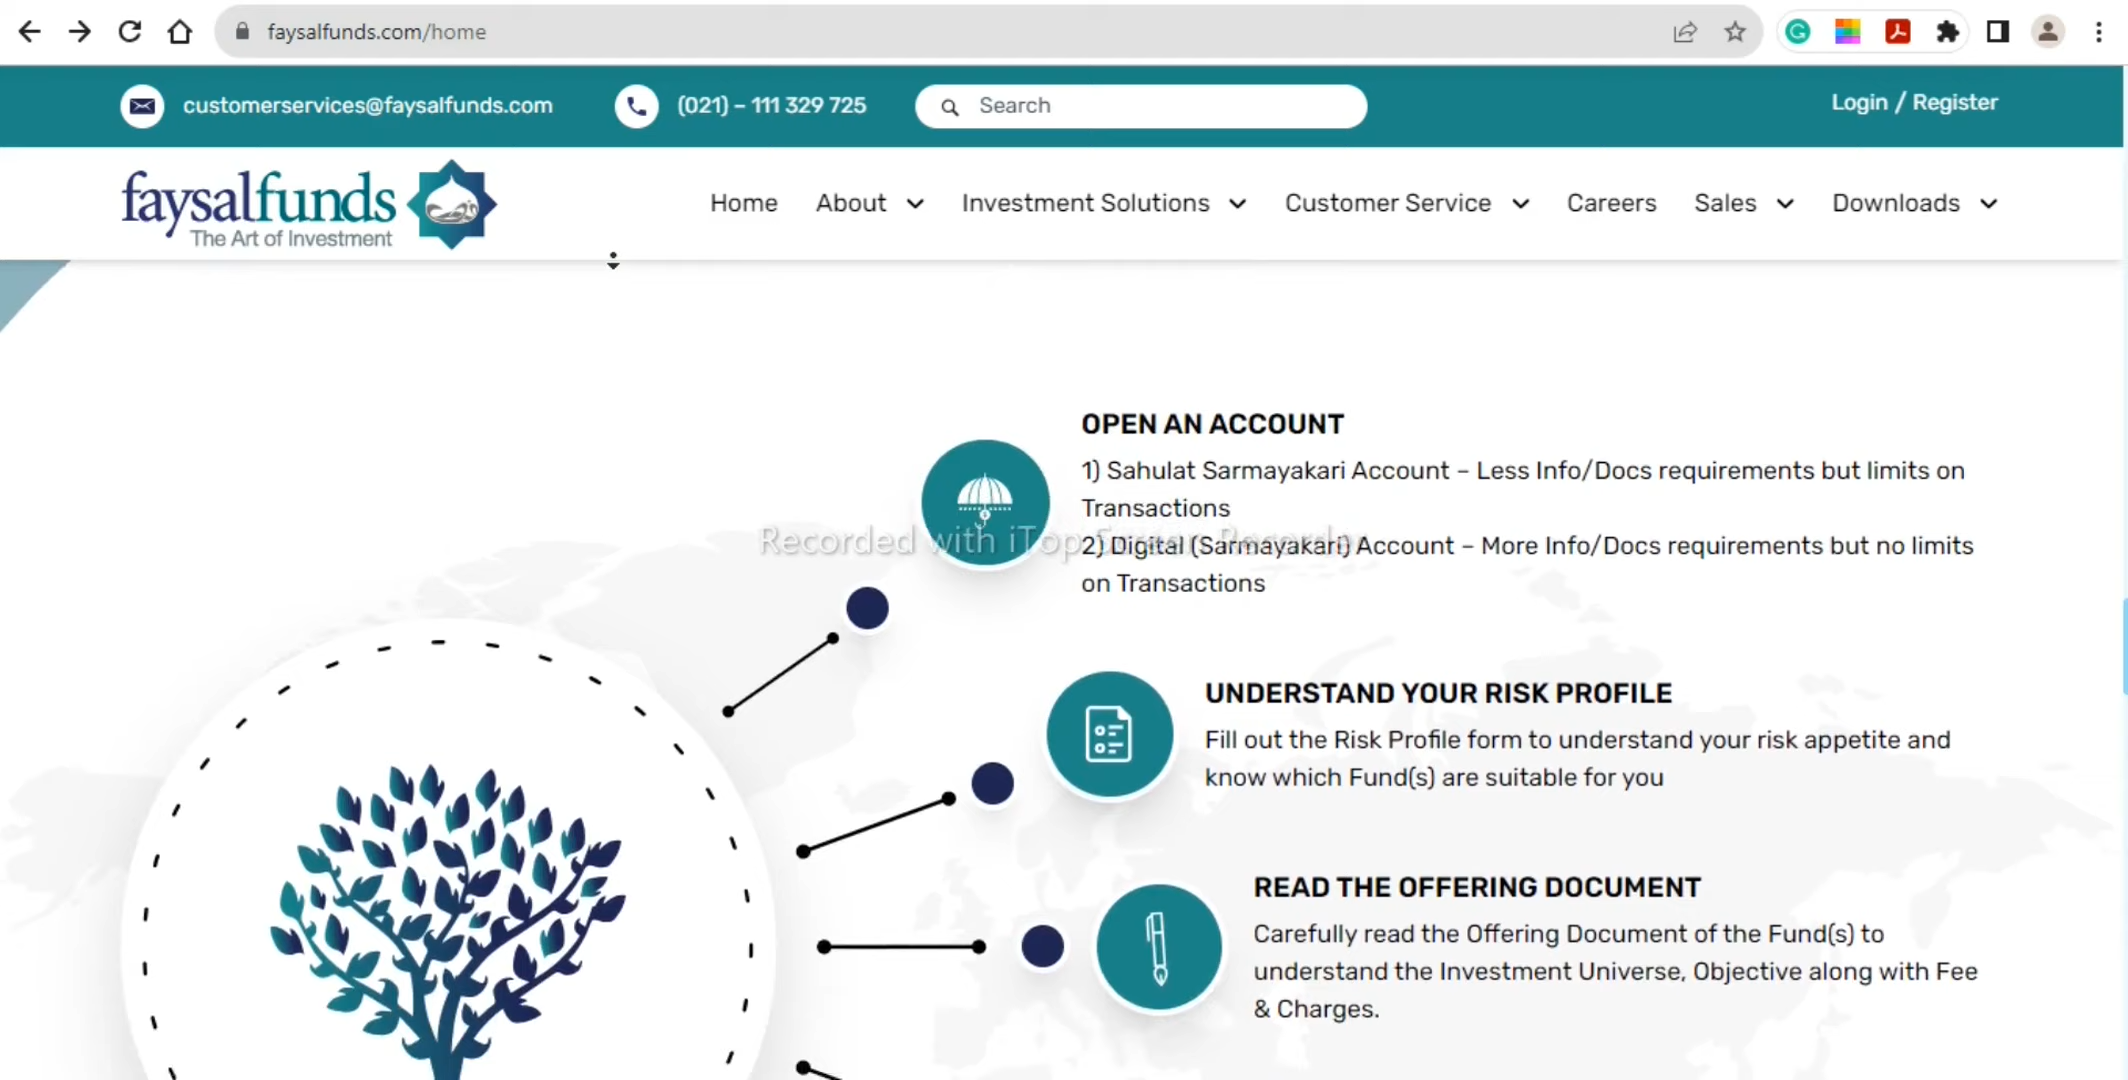 faysalfunds.com/home
customerservices@faysalfunds.com
(021) – 111 329 725
Search
Login / Register
faysalfunds
The Art of Investment
Home
About
Investment Solutions
Customer Service
Careers
Sales
Downloads
OPEN AN ACCOUNT
1) Sahulat Sarmayakari Account – Less Info/Docs requirements but limits on
Transactions
Recorded with iTop Screen Recorder
2) Digital (Sarmayakari) Account – More Info/Docs requirements but no limits
on Transactions
UNDERSTAND YOUR RISK PROFILE
Fill out the Risk Profile form to understand your risk appetite and
know which Fund(s) are suitable for you
READ THE OFFERING DOCUMENT
Carefully read the Offering Document of the Fund(s) to
understand the Investment Universe, Objective along with Fee
& Charges.